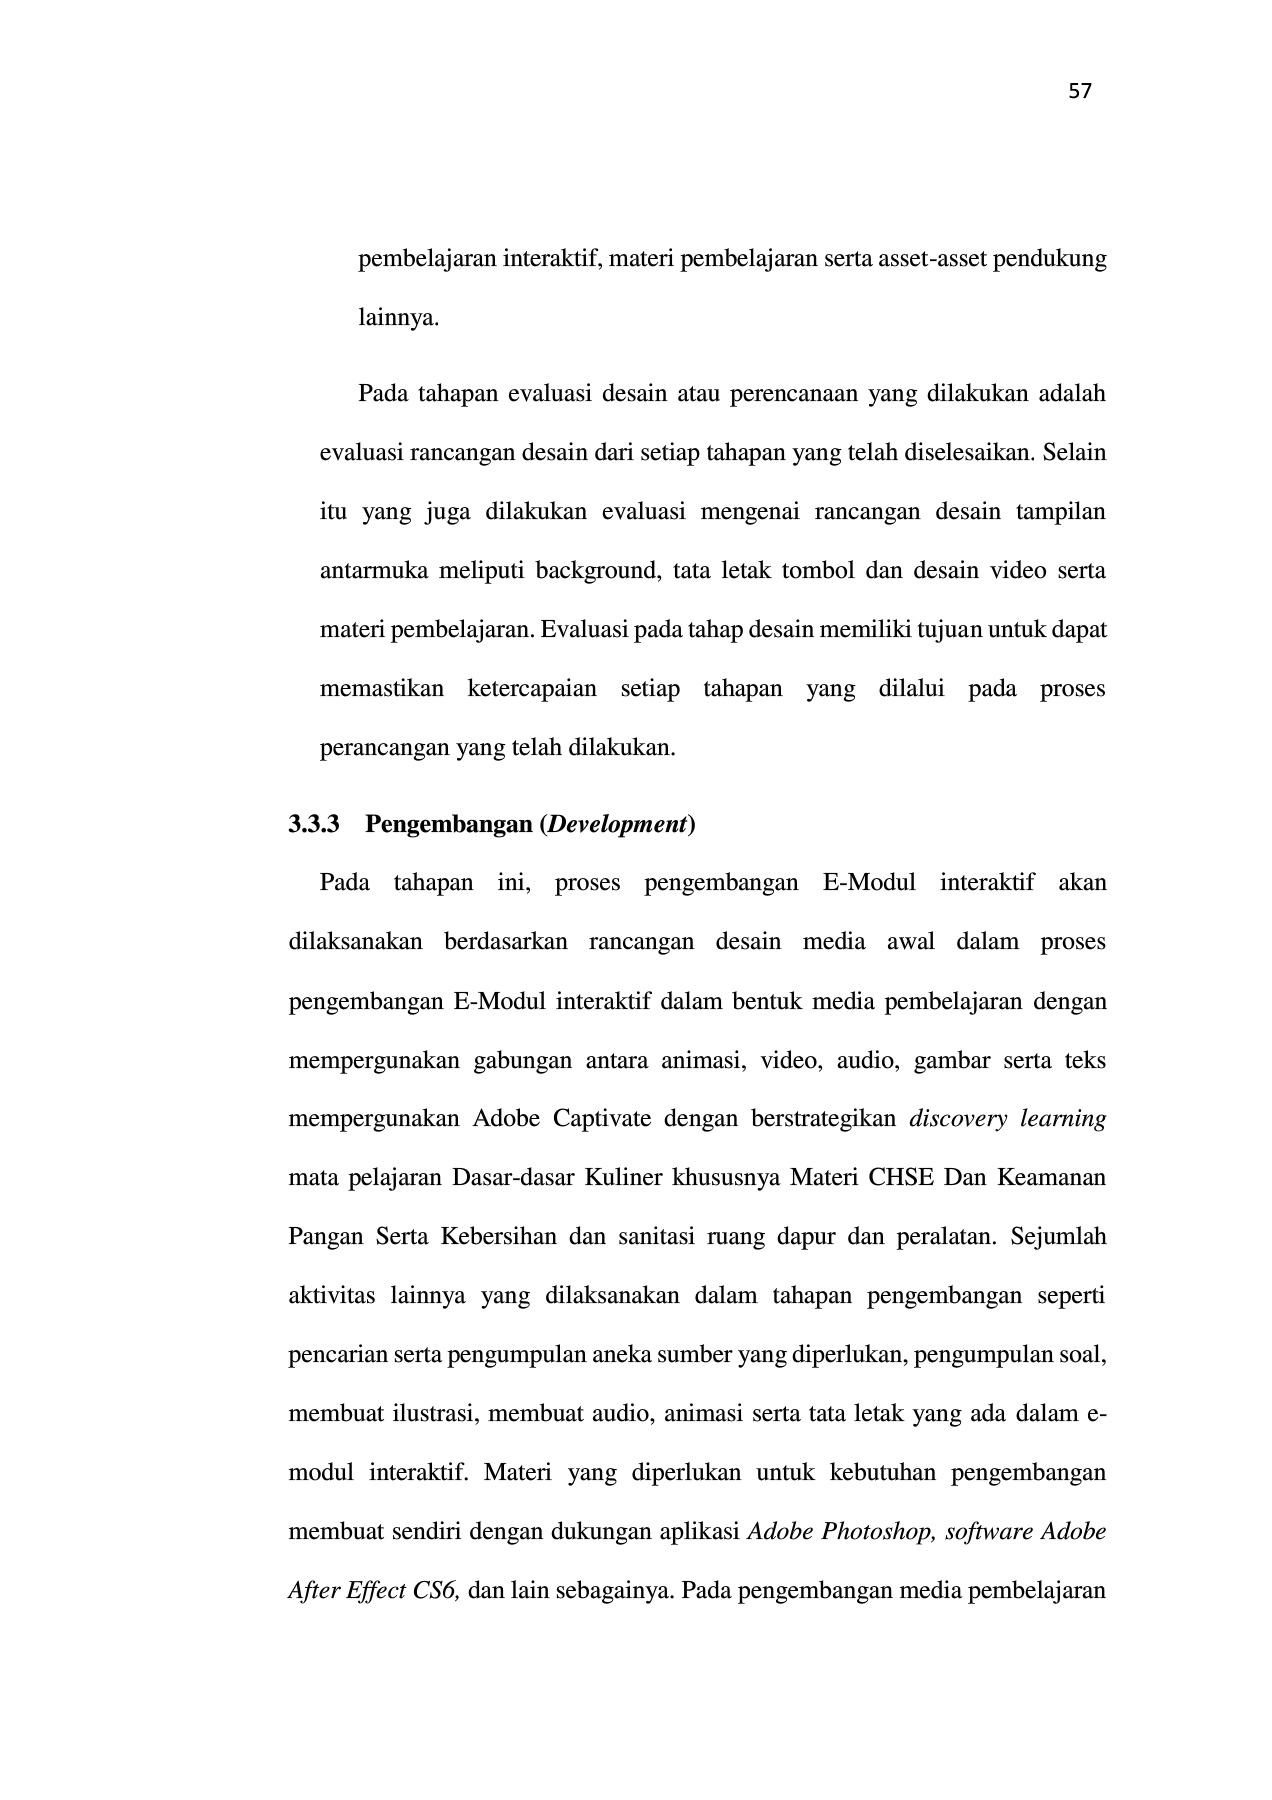 57
pembelajaran interaktif, materi pembelajaran serta asset-asset pendukung
lainnya.
Pada tahapan evaluasi desain atau perencanaan yang dilakukan adalah
evaluasi rancangan desain dari setiap tahapan yang telah diselesaikan. Selain
itu yang juga dilakukan evaluasi mengenai rancangan desain tampilan
antarmuka meliputi background, tata letak tombol dan desain video serta
materi pembelajaran. Evaluasi pada tahap desain memiliki tujuan untuk dapat
memastikan ketercapaian setiap tahapan yang dilalui pada proses
perancangan yang telah dilakukan.
3.3.3 Pengembangan (Development)
Pada tahapan ini, proses pengembangan E-Modul interaktif akan
dilaksanakan berdasarkan rancangan desain media awal dalam proses
pengembangan E-Modul interaktif dalam bentuk media pembelajaran dengan
mempergunakan gabungan antara animasi, video, audio, gambar serta teks
mempergunakan Adobe Captivate dengan berstrategikan discovery learning
mata pelajaran Dasar-dasar Kuliner khususnya Materi CHSE Dan Keamanan
Pangan Serta Kebersihan dan sanitasi ruang dapur dan peralatan. Sejumlah
aktivitas lainnya yang dilaksanakan dalam tahapan pengembangan seperti
pencarian serta pengumpulan aneka sumber yang diperlukan, pengumpulan soal,
membuat ilustrasi, membuat audio, animasi serta tata letak yang ada dalam e-
modul interaktif. Materi yang diperlukan untuk kebutuhan pengembangan
membuat sendiri dengan dukungan aplikasi Adobe Photoshop, software Adobe
After Effect CS6, dan lain sebagainya. Pada pengembangan media pembelajaran